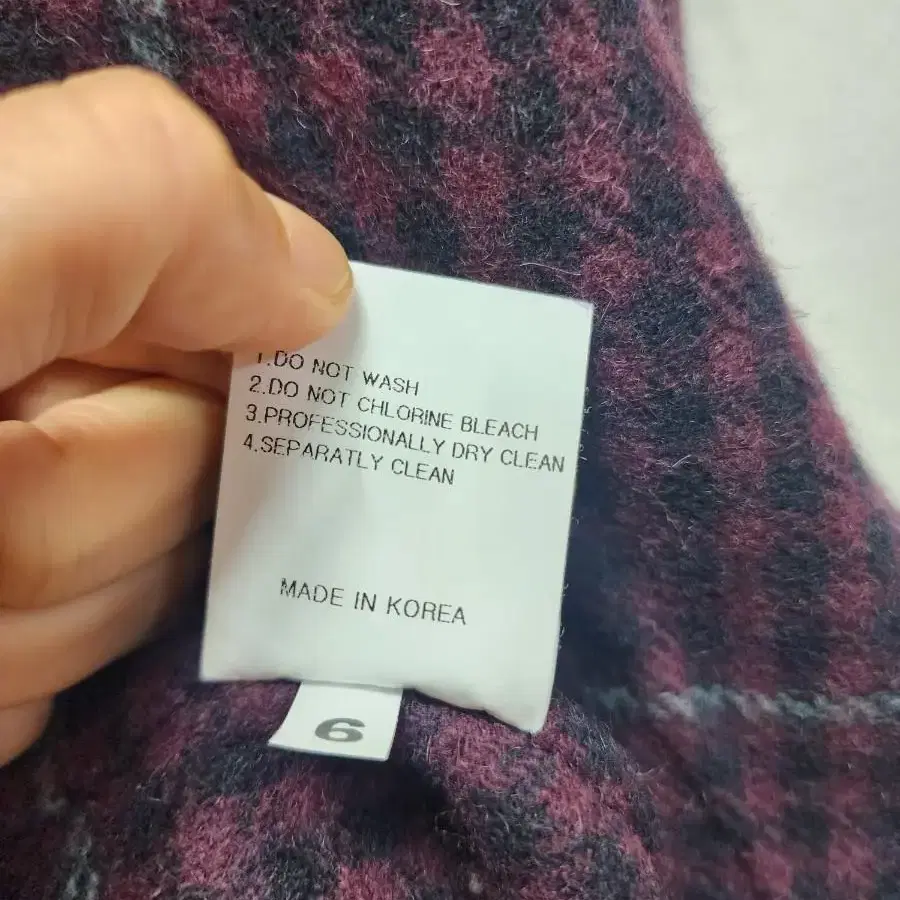 1.DO NOT WASH
2.DO NOT CHLORINE BLEACH
3.PROFESSIONALLY DRY CLEAN
4.SEPARATLY CLEAN
MADE IN KOREA
6